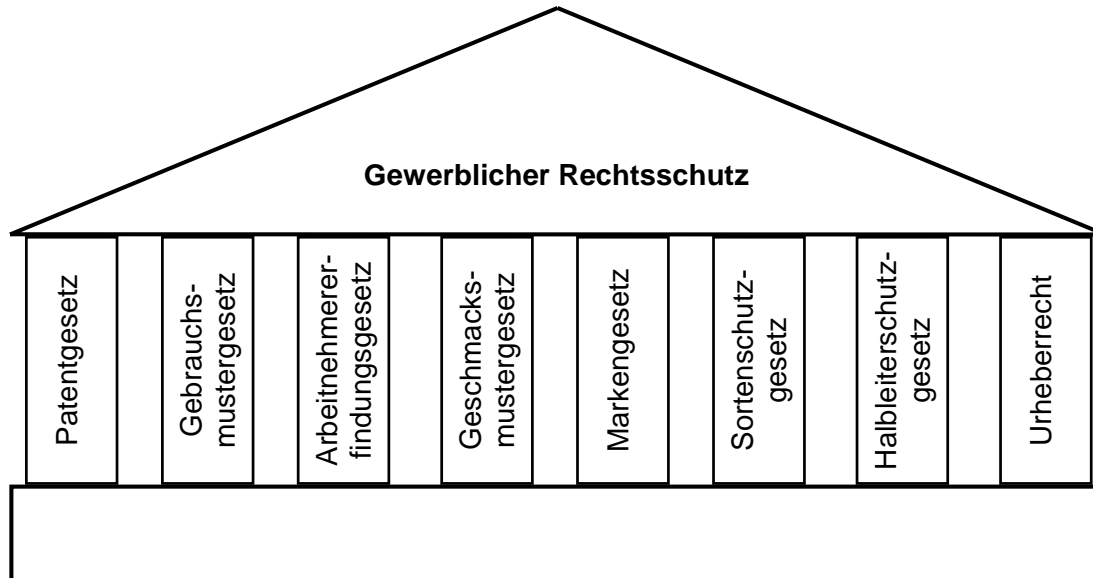 Gewerblicher Rechtsschutz
Patentgesetz
Gebrauchs-
mustergesetz
Arbeitnehmerer-
findungsgesetz
Geschmacks-
mustergesetz
Markengesetz
Sortenschutz-
gesetz
Halbleiterschutz-
gesetz
Urheberrecht